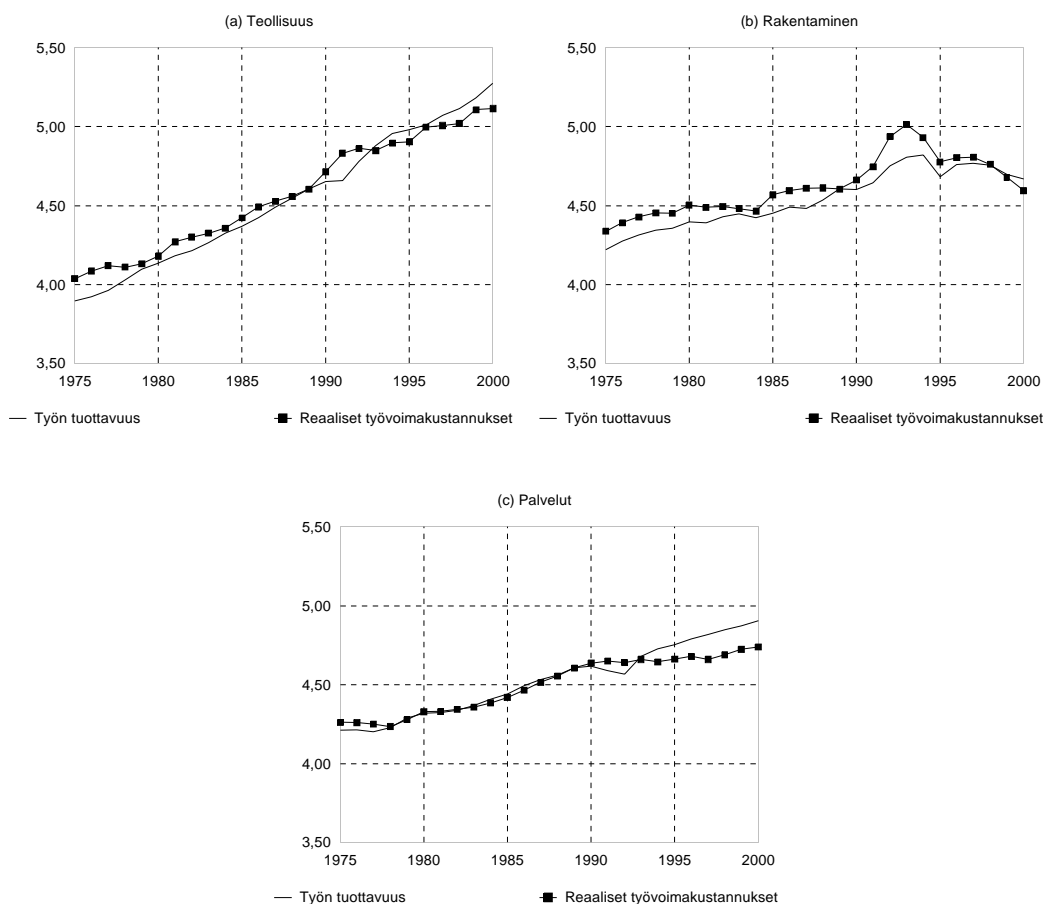 (a) Teollisuus
5,50
5,00
4,50
4,00
3,50
1975 1980 1985 1990 1995 2000
Työn tuottavuus Reaaliset työvoimakustannukset
(b) Rakentaminen
5,50
5,00
4,50
4,00
3,50
1975 1980 1985 1990 1995 2000
Työn tuottavuus Reaaliset työvoimakustannukset
(c) Palvelut
5,50
5,00
4,50
4,00
3,50
1975 1980 1985 1990 1995 2000
Työn tuottavuus Reaaliset työvoimakustannukset